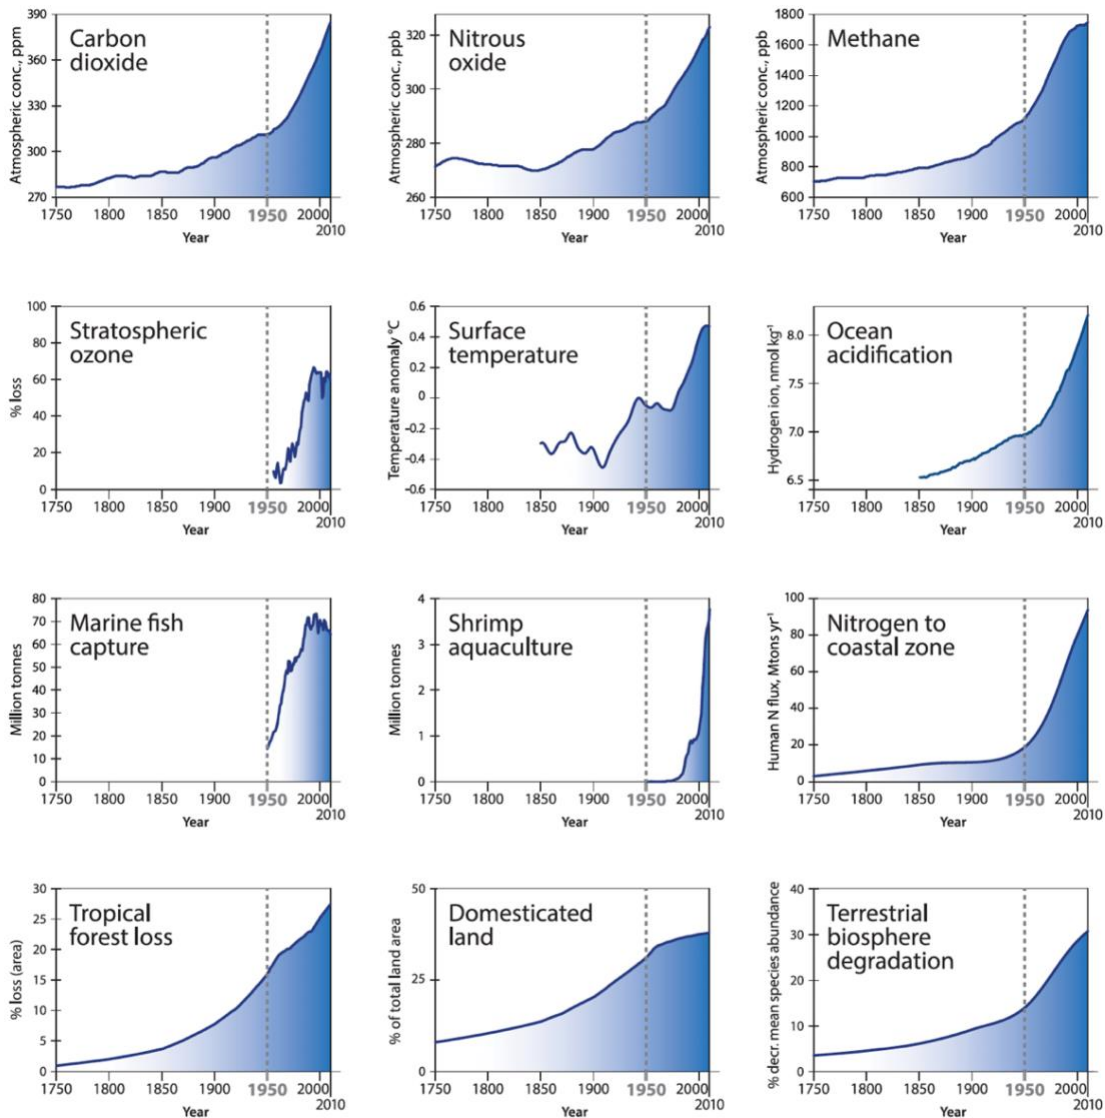 Carbon
dioxide
Atmospheric conc., ppm
390
360
330
300
270
1750 1800 1850 1900 1950 2000
2010
Year
Nitrous
oxide
Atmospheric conc., ppb
320
300
280
260
1750 1800 1850 1900 1950 2000
2010
Year
Methane
Atmospheric conc., ppb
1800
1600
1400
1200
1000
800
600
1750 1800 1850 1900 1950 2000
2010
Year
Stratospheric
ozone
% loss
100
80
60
40
20
0
1750 1800 1850 1900 1950 2000
2010
Year
Surface
temperature
Temperature anomaly °C
0.6
0.4
0.2
0
-0.2
-0.4
-0.6
1750 1800 1850 1900 1950 2000
2010
Year
Ocean
acidification
Hydrogen ion, nmol kg⁻¹
8.0
7.5
7.0
6.5
1750 1800 1850 1900 1950 2000
2010
Year
Marine fish
capture
Million tonnes
80
70
60
50
40
30
20
10
0
1750 1800 1850 1900 1950 2000
2010
Year
Shrimp
aquaculture
Million tonnes
4
3
2
1
0
1750 1800 1850 1900 1950 2000
2010
Year
Nitrogen to
coastal zone
Human N flux, Mtons yr⁻¹
100
80
60
40
20
0
1750 1800 1850 1900 1950 2000
2010
Year
Tropical
forest loss
% loss (area)
30
25
20
15
10
5
0
1750 1800 1850 1900 1950 2000
2010
Year
Domesticated
land
% of total land area
50
25
0
1750 1800 1850 1900 1950 2000
2010
Year
Terrestrial
biosphere
degradation
% decr. mean species abundance
40
30
20
10
0
1750 1800 1850 1900 1950 2000
2010
Year